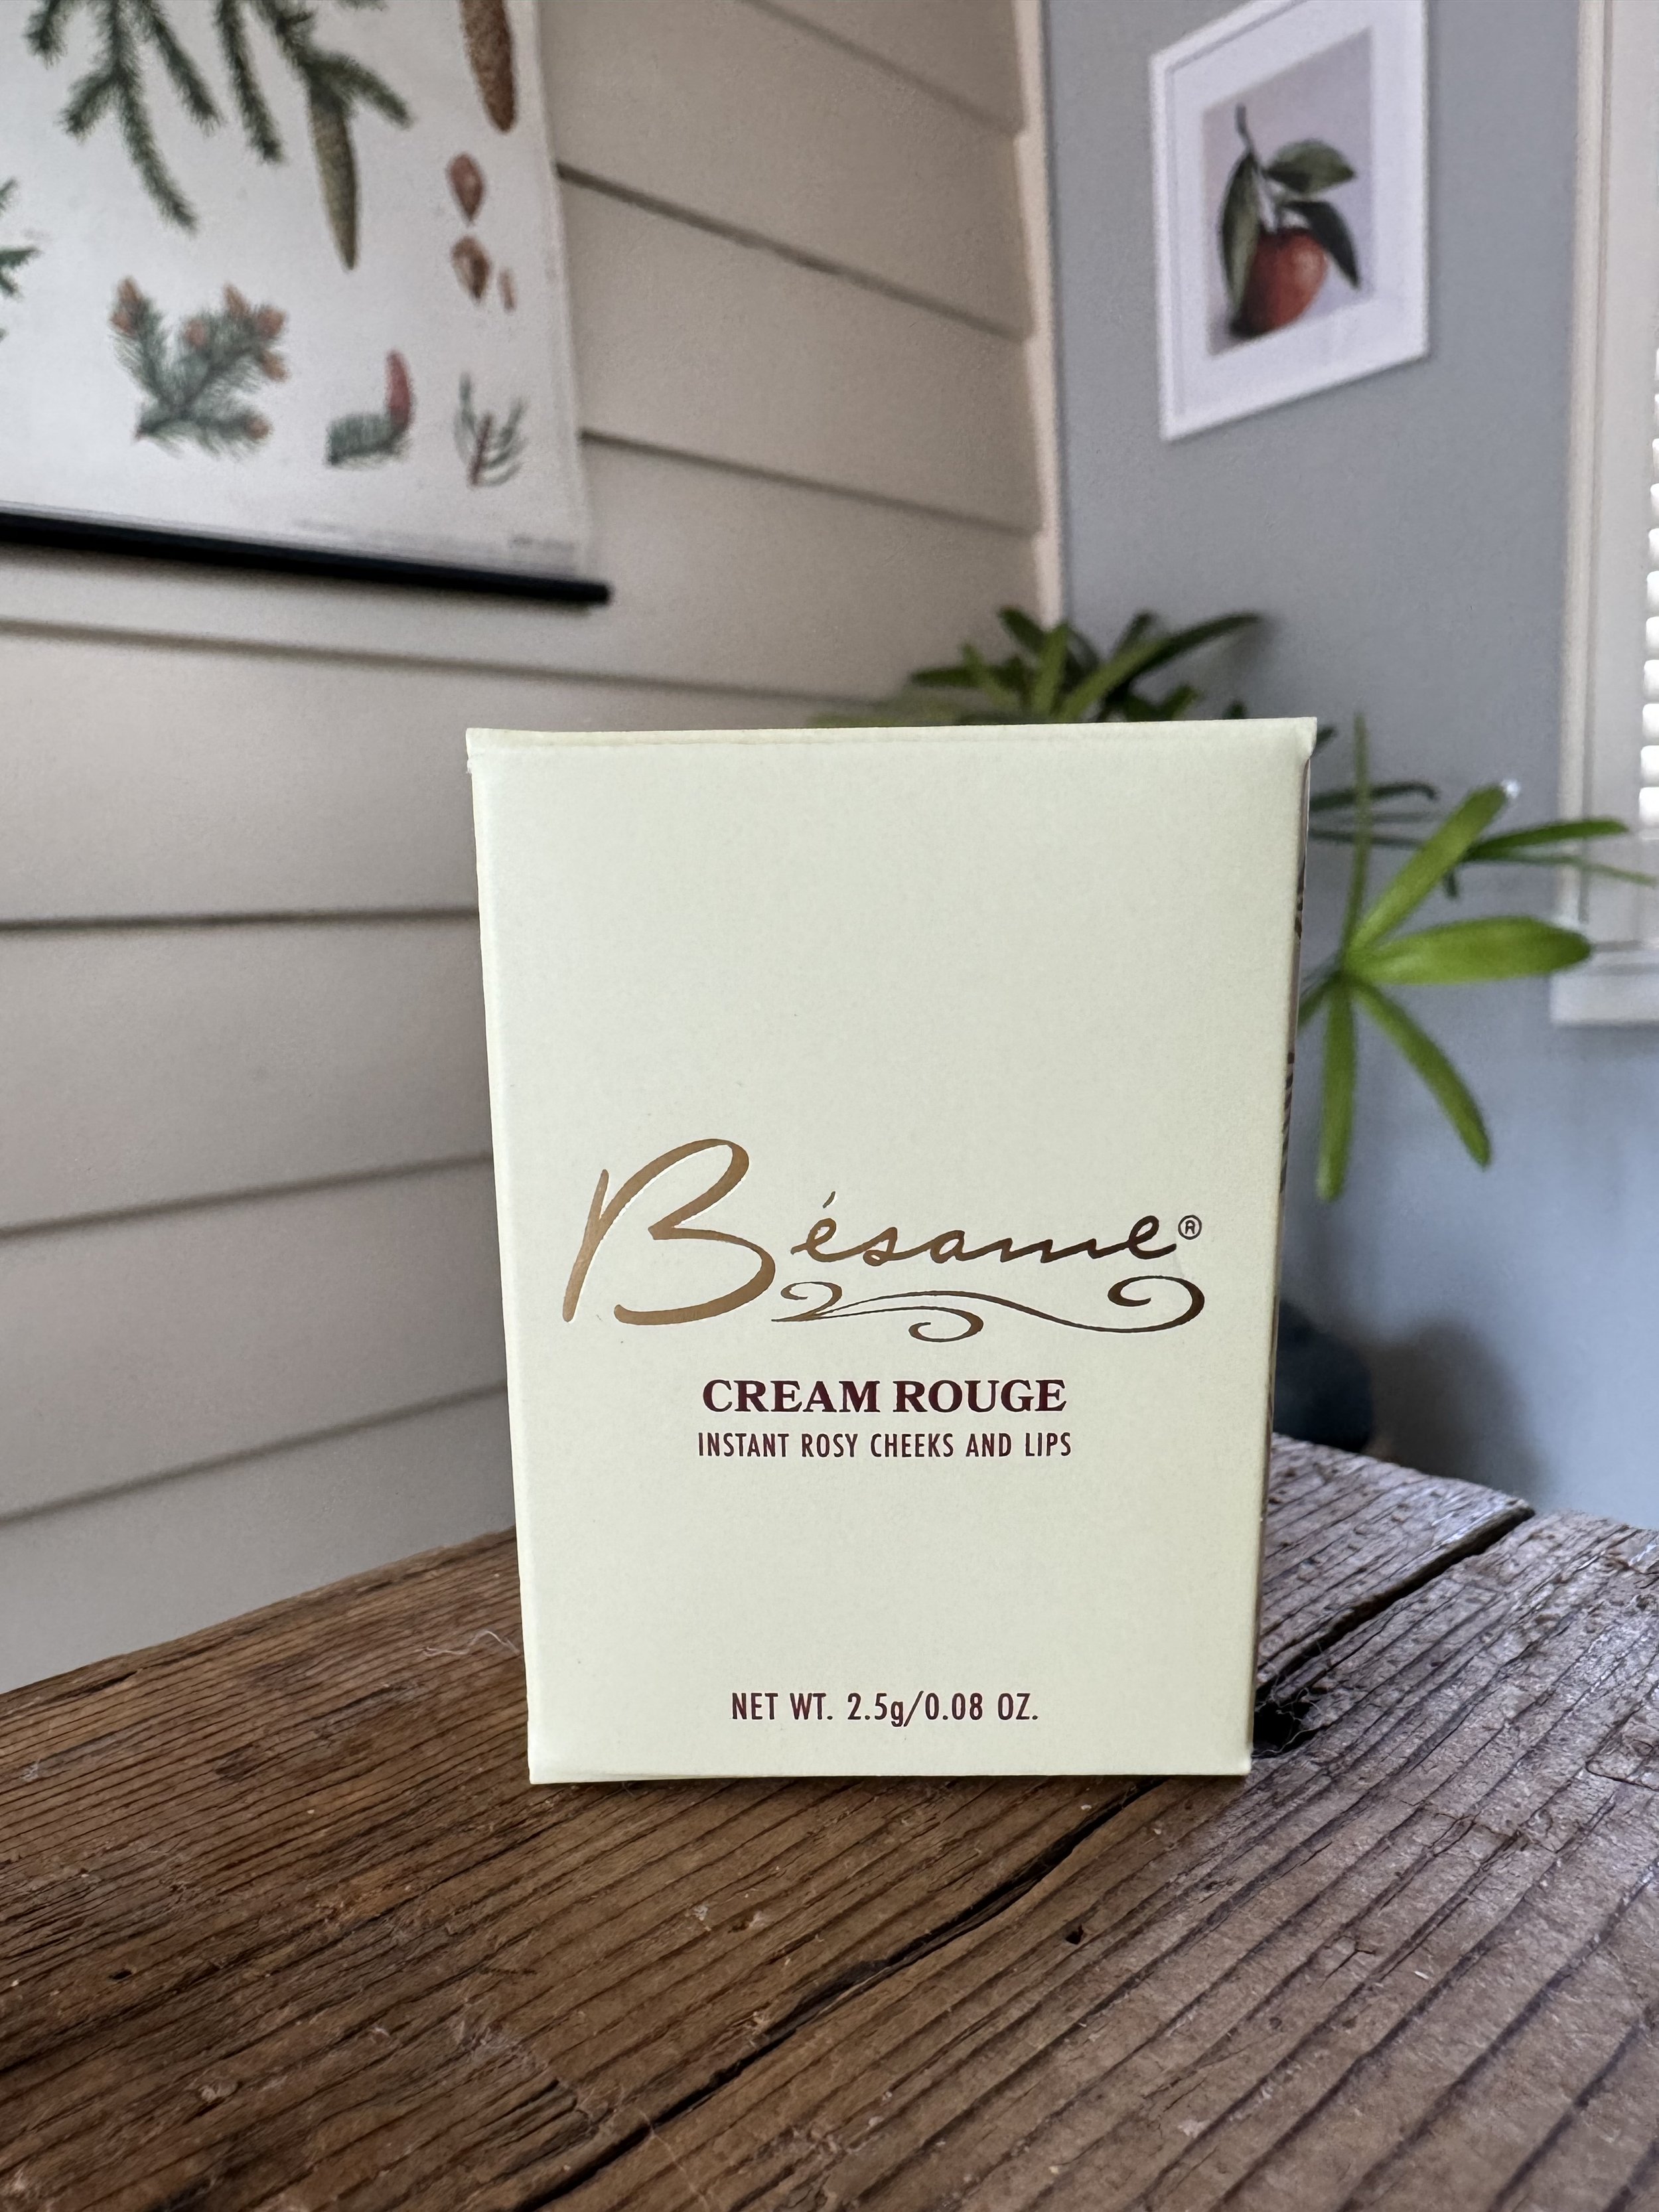 Bésame®
CREAM ROUGE
INSTANT ROSY CHEEKS AND LIPS
NET WT. 2.5g/0.08 OZ.